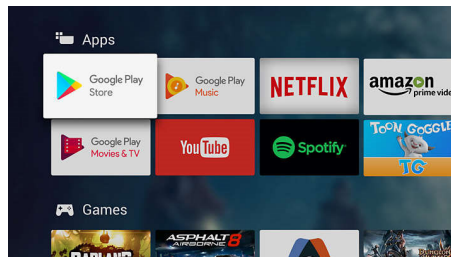 Apps
Google Play
Store
Google Play
Music
NETFLIX
amazon
prime vide
Google Play
Movies & TV
YouTube
Spotify
TOON GOGGLE
TG
Games
BADLAND
ASPHALT 8
AIRBORNE